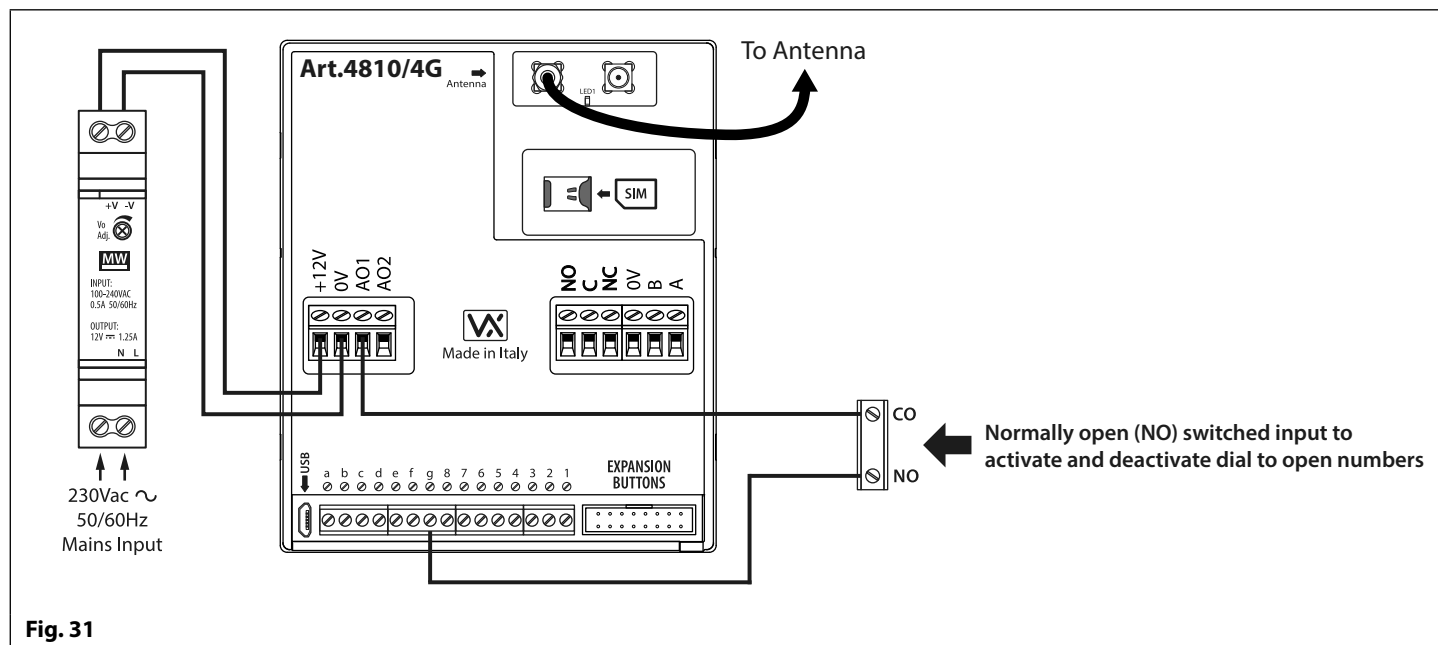 Art.4810/4G
Antenna
LED1
To Antenna
SIM
+V -V
Vo
Adj.
MW
INPUT:
100-240VAC
0.5A 50/60Hz
OUTPUT:
12V ⎓ 1.25A
N L
230Vac ~
50/60Hz
Mains Input
+12V
0V
AO1
AO2
VX
Made in Italy
NO
C
NC
0V
B
A
USB
a b c d e f g 8 7 6 5 4 3 2 1
EXPANSION
BUTTONS
CO
NO
Normally open (NO) switched input to
activate and deactivate dial to open numbers
Fig. 31